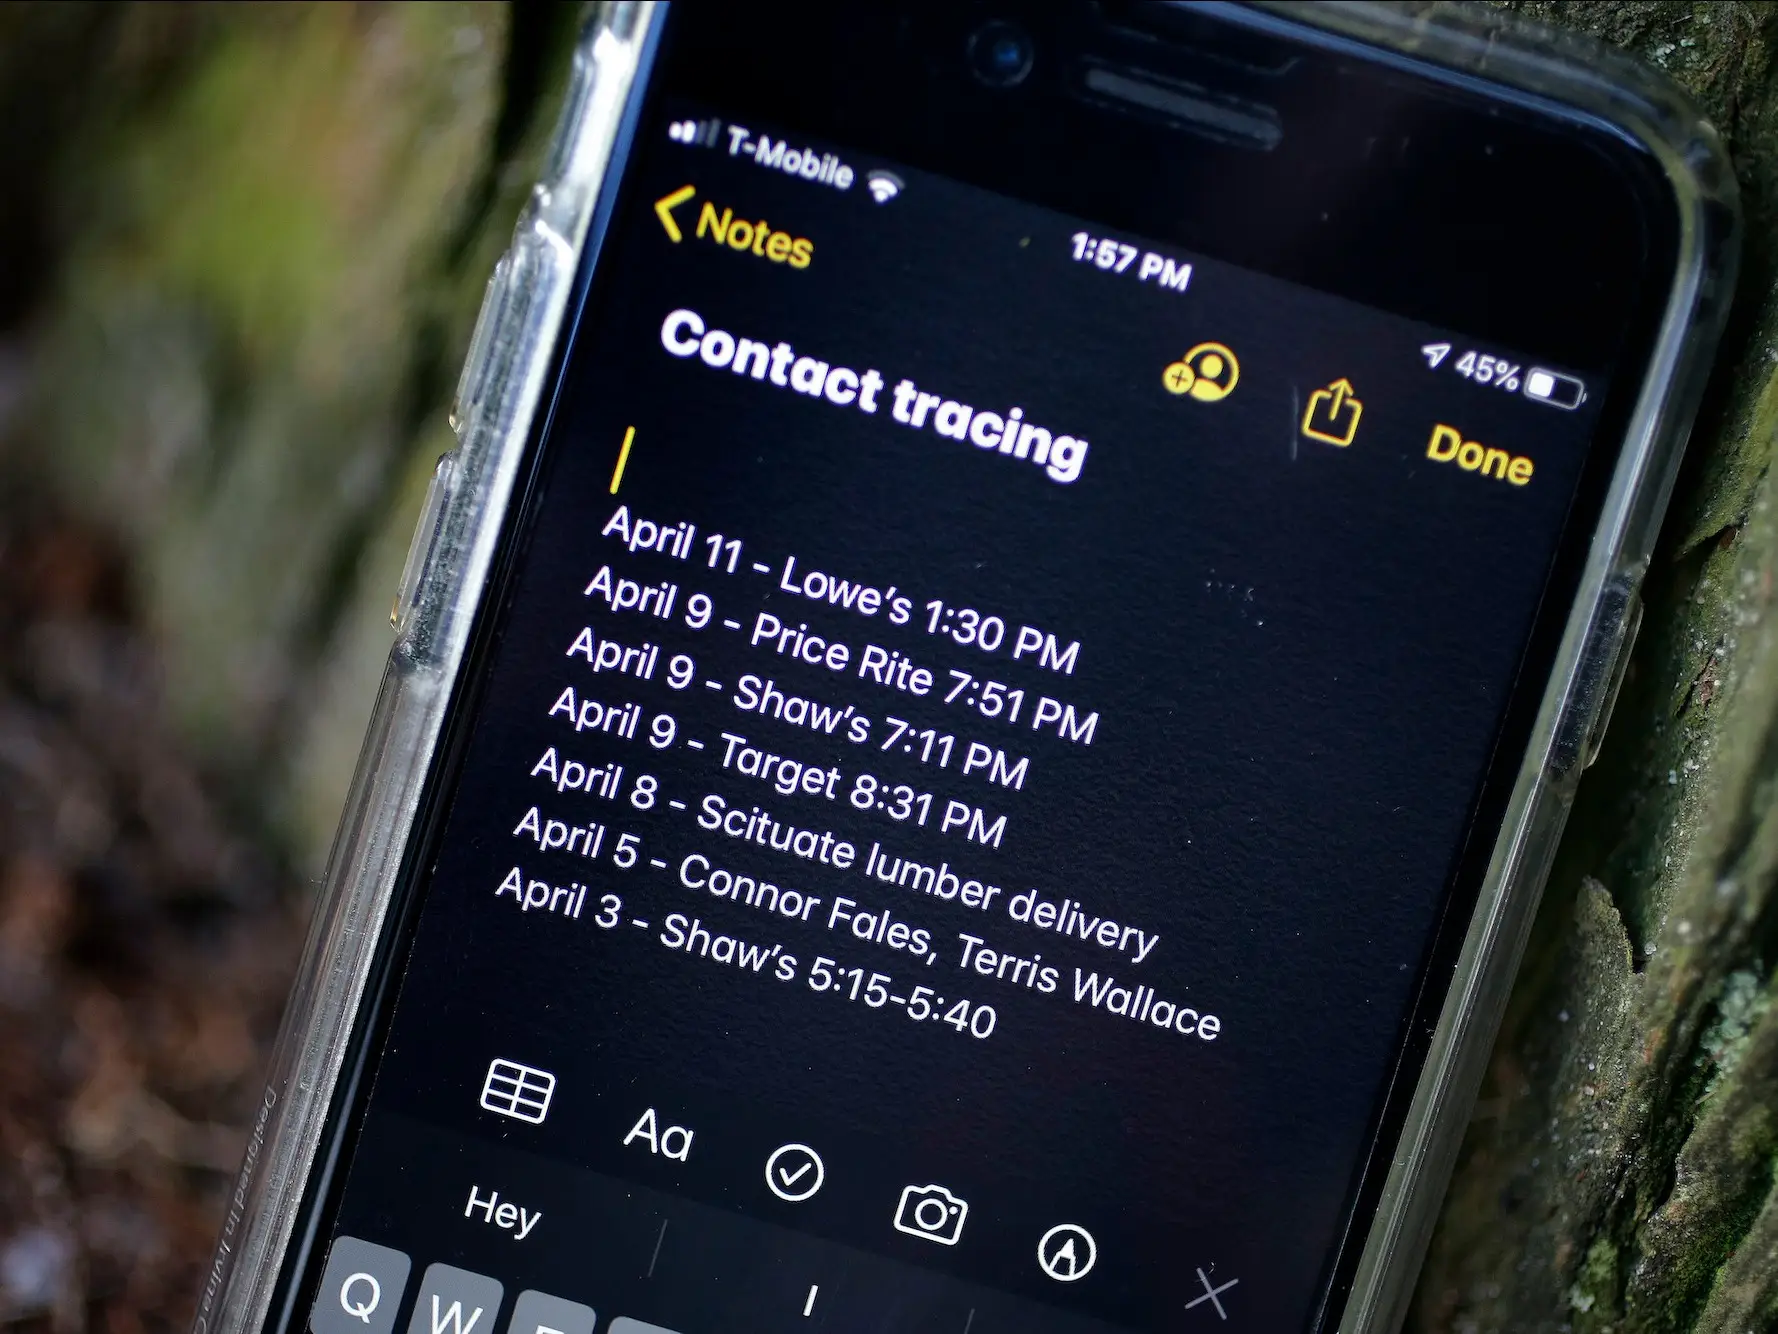 T-Mobile
1:57 PM
45%
Notes
Done
Contact tracing
April 11 - Lowe's 1:30 PM
April 9 - Price Rite 7:51 PM
April 9 - Shaw's 7:11 PM
April 9 - Target 8:31 PM
April 8 - Scituate lumber delivery
April 5 - Connor Fales, Terris Wallace
April 3 - Shaw's 5:15-5:40
Aa
Hey
I
Q W
Designed in Irvine, C